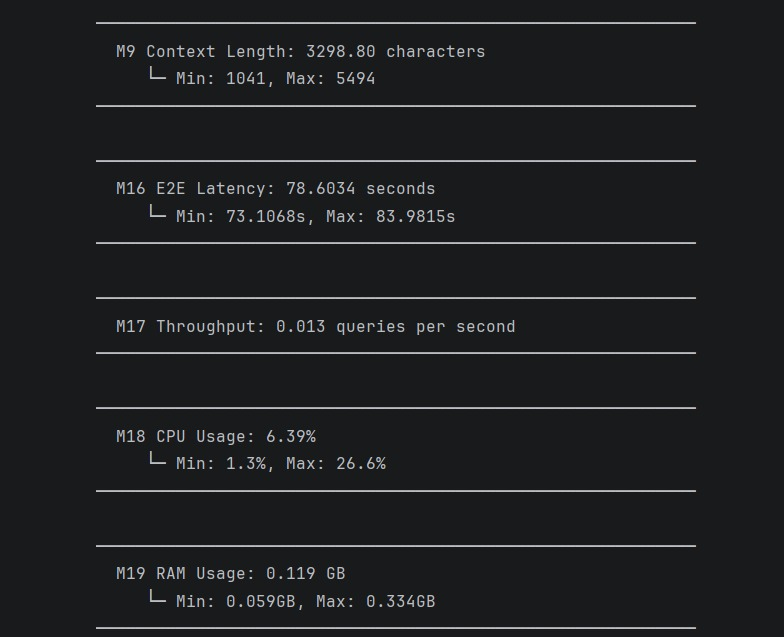 M9 Context Length: 3298.80 characters
└─ Min: 1041, Max: 5494
M16 E2E Latency: 78.6034 seconds
└─ Min: 73.1068s, Max: 83.9815s
M17 Throughput: 0.013 queries per second
M18 CPU Usage: 6.39%
└─ Min: 1.3%, Max: 26.6%
M19 RAM Usage: 0.119 GB
└─ Min: 0.059GB, Max: 0.334GB